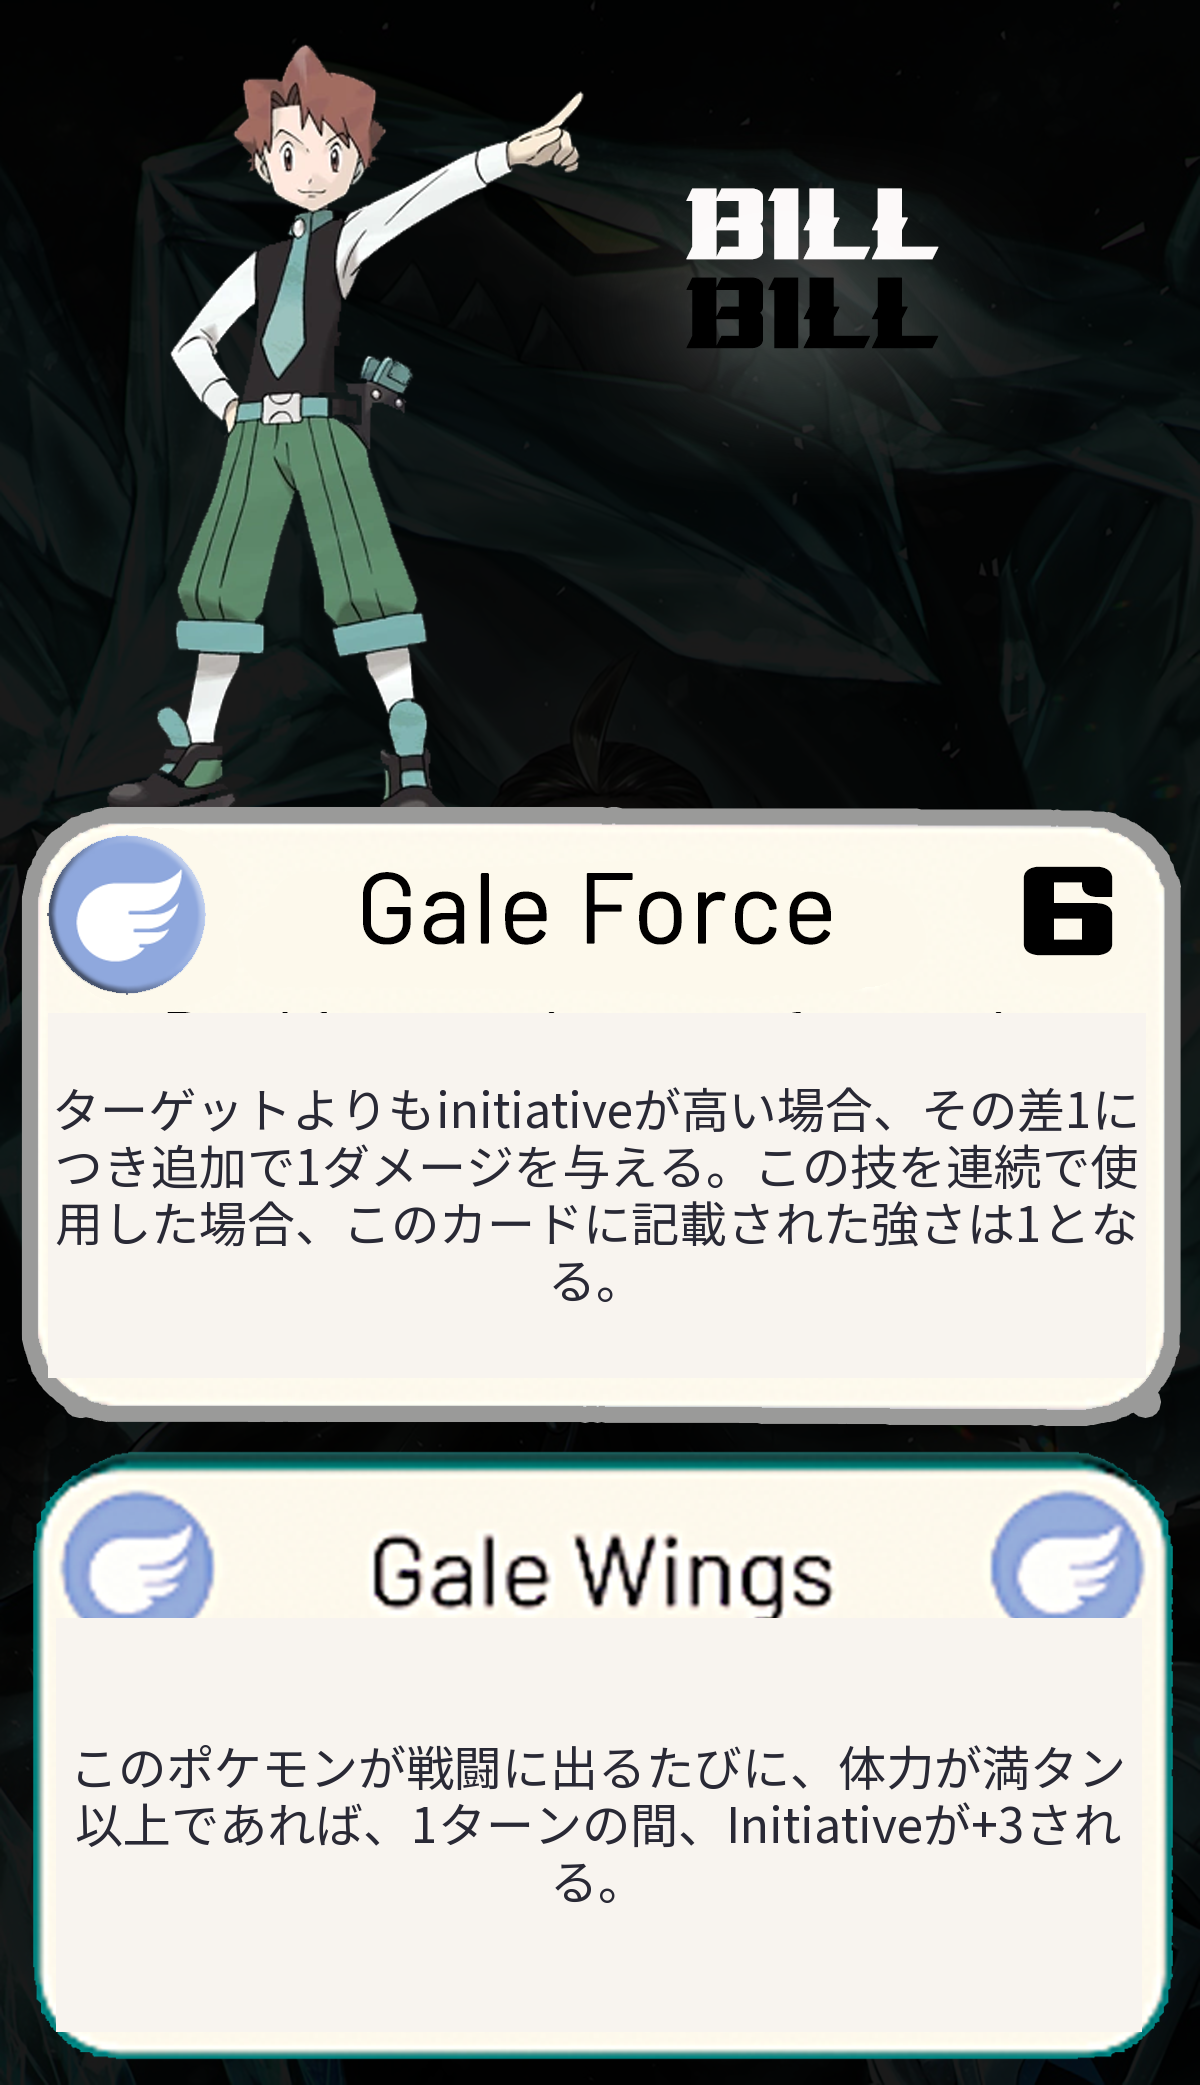 BILL
BILL
Gale Force
6
ターゲットよりもinitiativeが高い場合、その差1に
つき追加で1ダメージを与える。この技を連続で使
用した場合、このカードに記載された強さは1とな
る。
Gale Wings
このポケモンが戦闘に出るたびに、体力が満タン
以上であれば、1ターンの間、Initiativeが+3され
る。